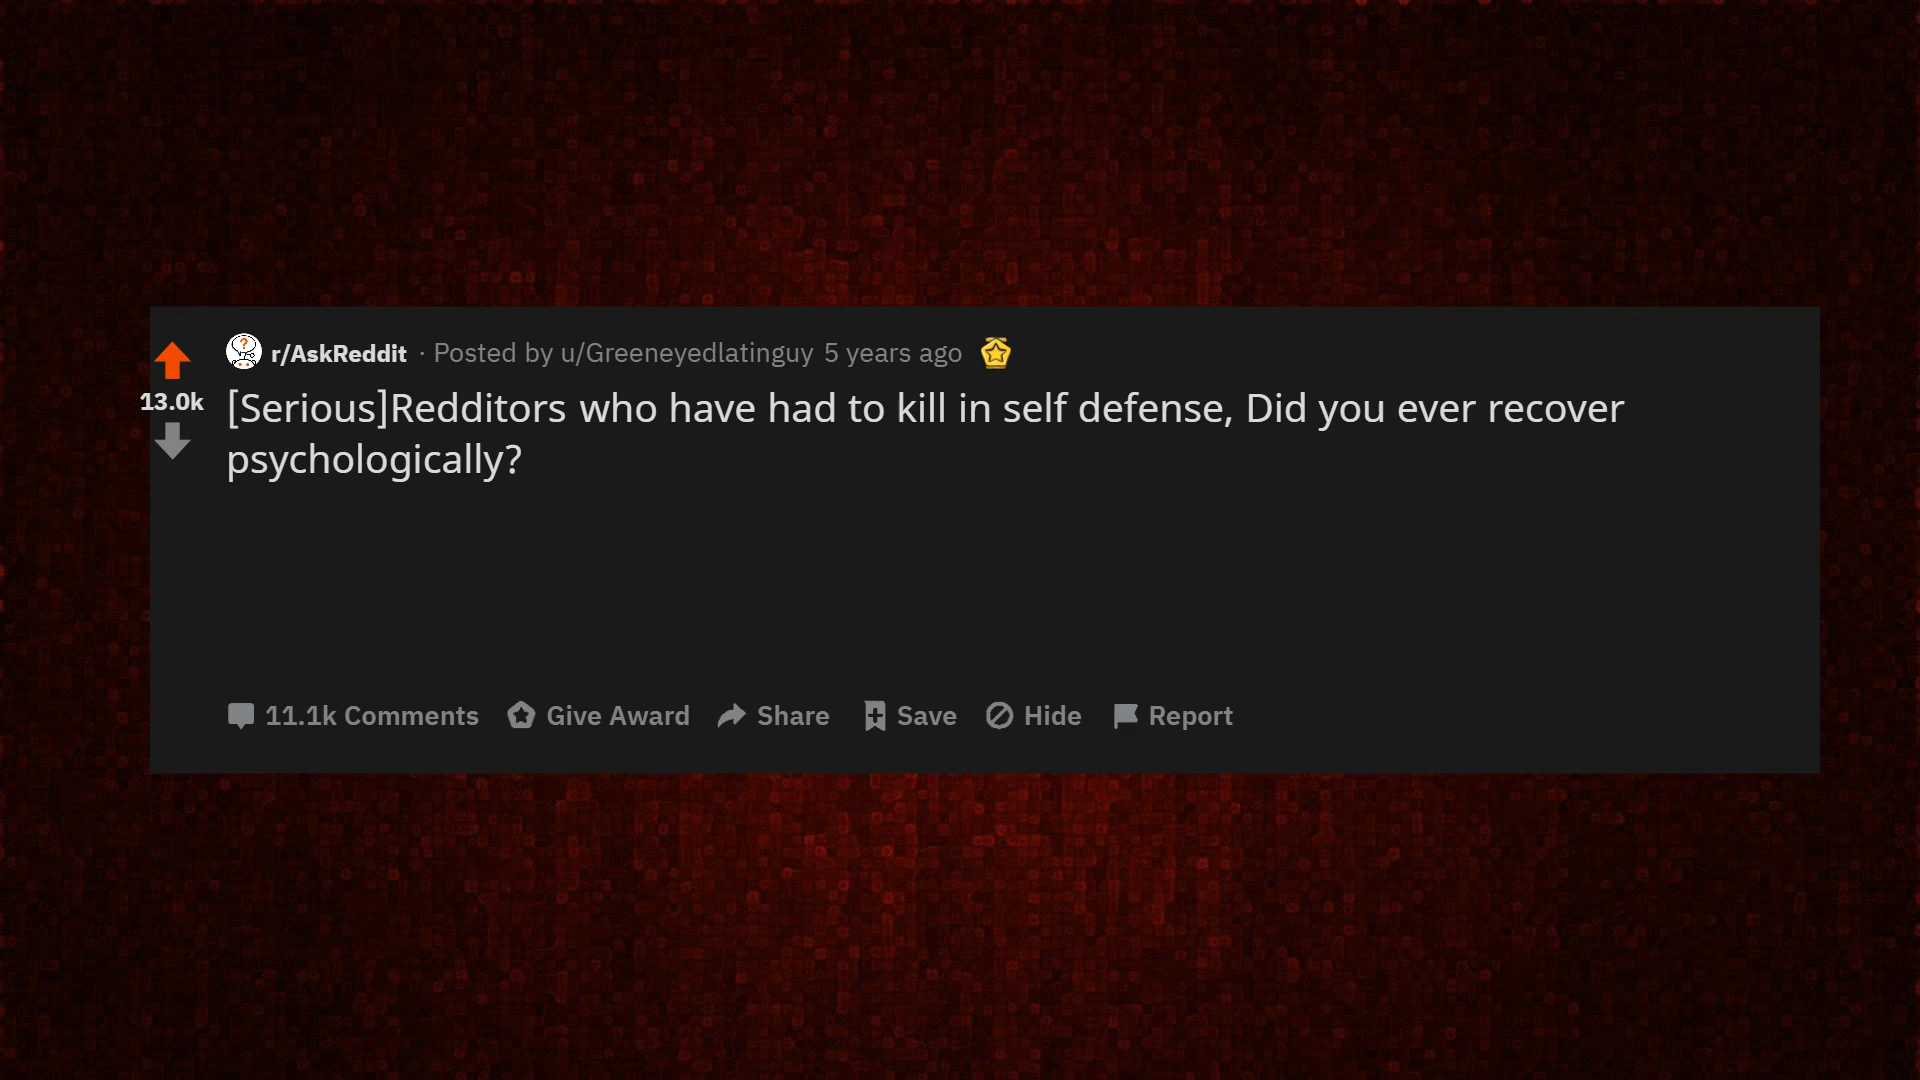 r/AskReddit · Posted by u/Greeneyedlatinguy 5 years ago
13.0k
[Serious]Redditors who have had to kill in self defense, Did you ever recover
psychologically?
11.1k Comments Give Award Share Save Hide Report